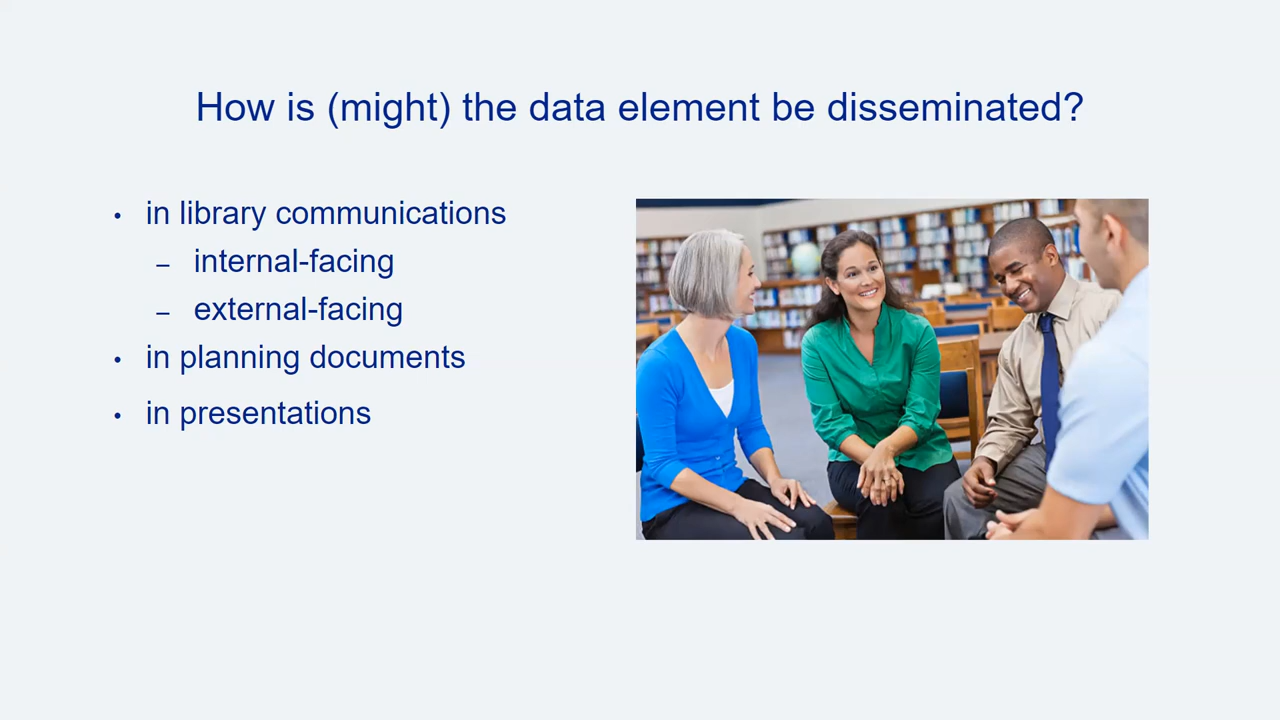 How is (might) the data element be disseminated?
• in library communications
– internal-facing
– external-facing
• in planning documents
• in presentations